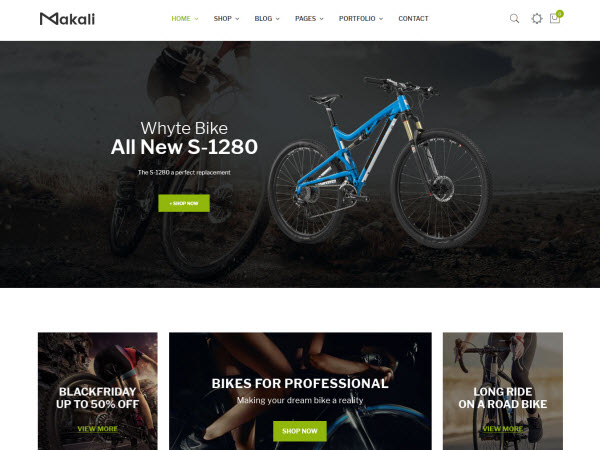 Makali
HOME SHOP BLOG PAGES PORTFOLIO CONTACT
0
Whyte Bike
All New S-1280
The S-1280 a perfect replacement
+ SHOP NOW
BLACKFRIDAY
UP TO 50% OFF
VIEW MORE
BIKES FOR PROFESSIONAL
Making your dream bike a reality
SHOP NOW
LONG RIDE
ON A ROAD BIKE
VIEW MORE